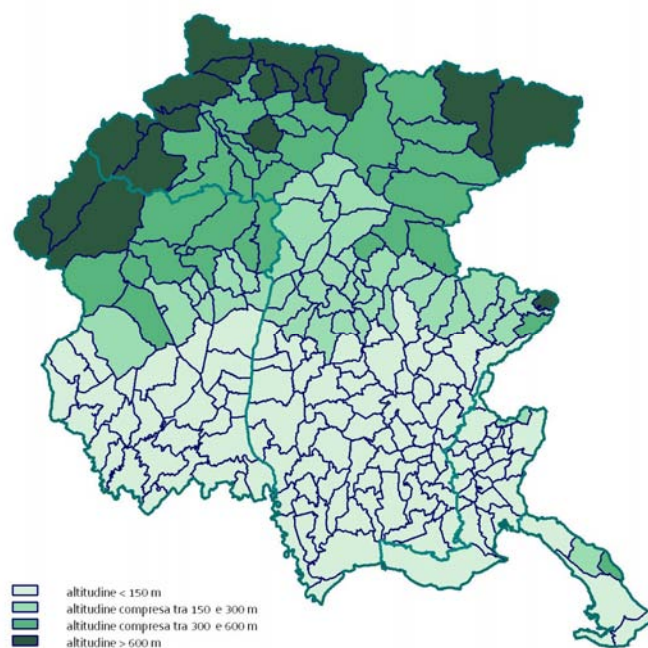 altitudine < 150 m
altitudine compresa tra 150 e 300 m
altitudine compresa tra 300 e 600 m
altitudine > 600 m